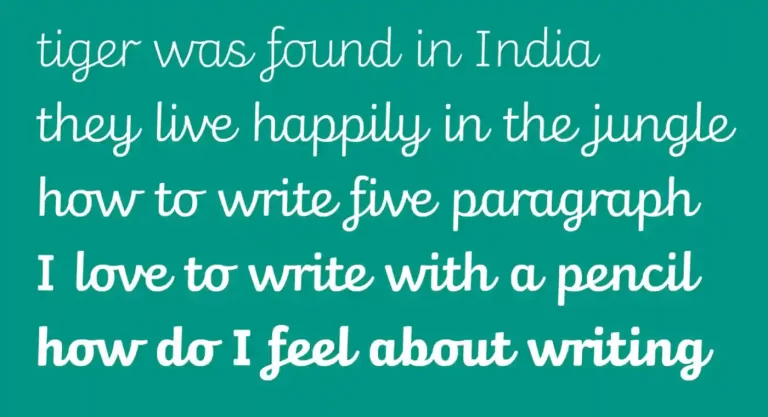 tiger was found in India
they live happily in the jungle
how to write five paragraph
I love to write with a pencil
how do I feel about writing